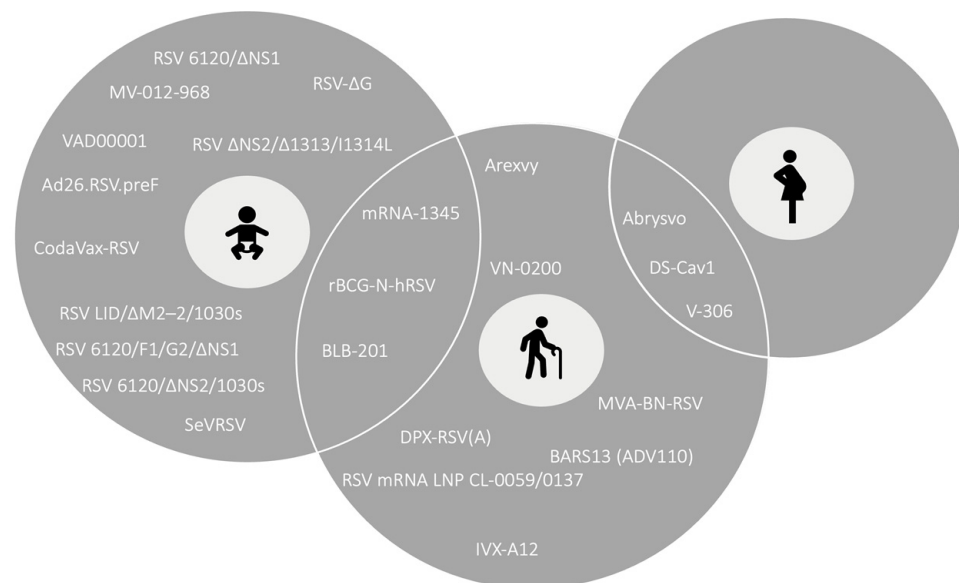 RSV 6120/ΔNS1
MV-012-968
RSV-ΔG
VAD00001
RSV ΔNS2/Δ1313/I1314L
Ad26.RSV.preF
CodaVax-RSV
RSV LID/ΔM2–2/1030s
RSV 6120/F1/G2/ΔNS1
RSV 6120/ΔNS2/1030s
SeVRSV
mRNA-1345
rBCG-N-hRSV
BLB-201
Arexvy
VN-0200
MVA-BN-RSV
DPX-RSV(A)
BARS13 (ADV110)
RSV mRNA LNP CL-0059/0137
IVX-A12
Abrysvo
DS-Cav1
V-306